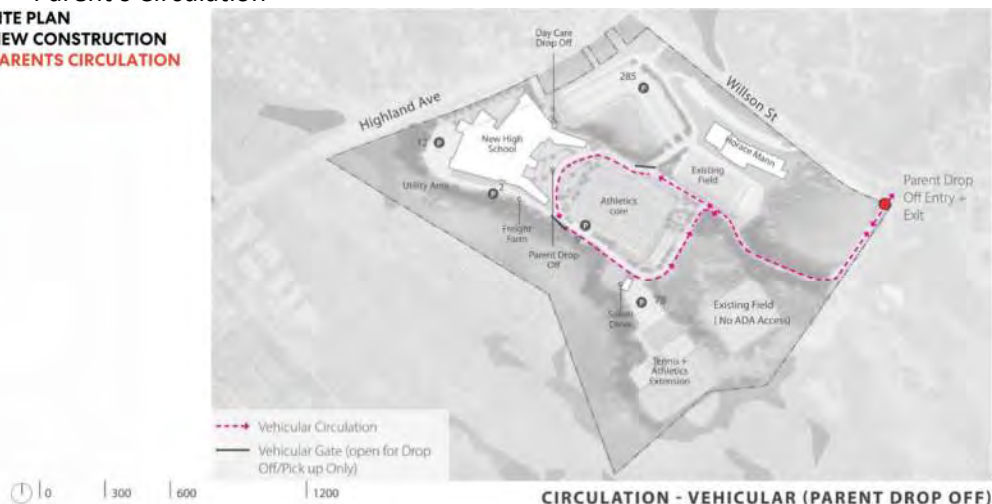 Parent's Circulation
ITE PLAN
NEW CONSTRUCTION
PARENTS CIRCULATION
Day Care
Drop Off
285
P
Willson St
Highland Ave
12
P
New High
School
Horace Mann
Utility Area
2
P
Existing
Field
Parent Drop
Off Entry +
Exit
Athletics
core
Freight
Farm
P
Parent Drop
Off
P
Existing Field
( No ADA Access)
Tennis +
Athletics
Extension
Vehicular Circulation
Vehicular Gate (open for Drop
Off/Pick up Only)
0
300
600
1200
CIRCULATION - VEHICULAR (PARENT DROP OFF)